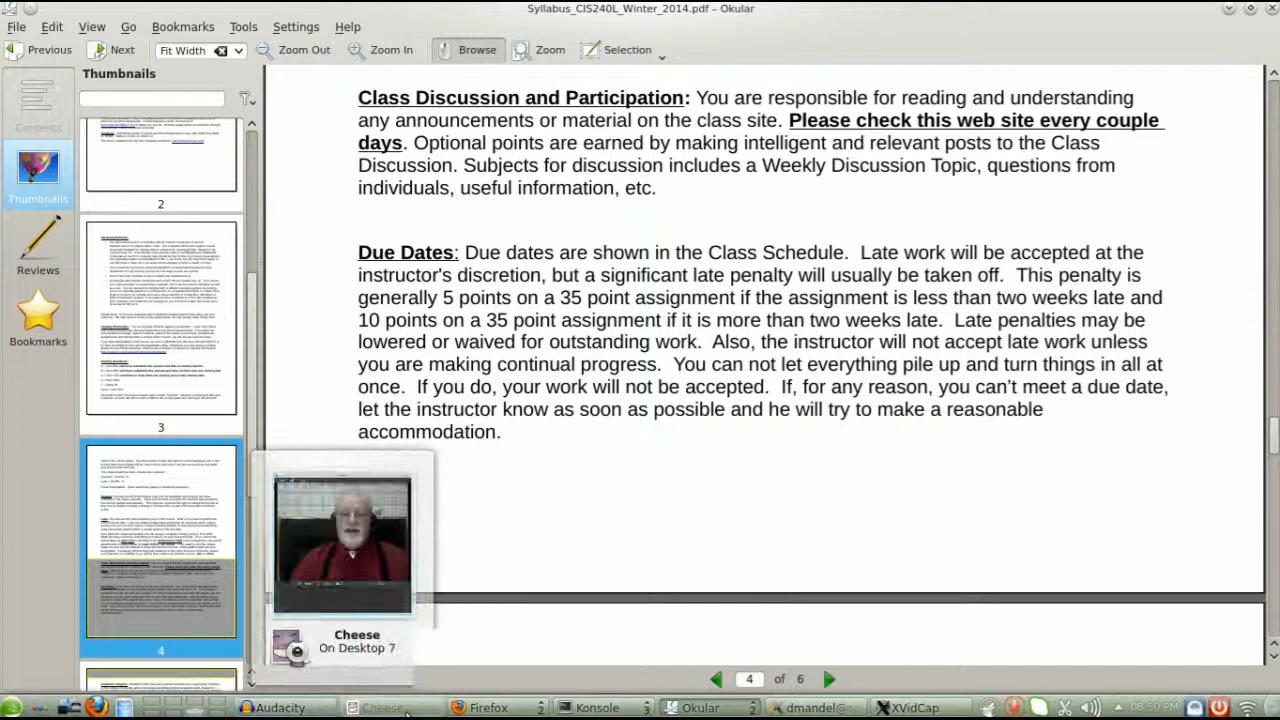 Syllabus_CIS240L_Winter_2014.pdf – Okular
File Edit View Go Bookmarks Tools Settings Help
Previous Next Fit Width Zoom Out Zoom In Browse Zoom Selection
Thumbnails
Contents
Thumbnails
Reviews
Bookmarks
2
3
4
Class Discussion and Participation: You are responsible for reading and understanding
any announcements or material in the class site. Please check this web site every couple
days. Optional points are earned by making intelligent and relevant posts to the Class
Discussion. Subjects for discussion includes a Weekly Discussion Topic, questions from
individuals, useful information, etc.
Due Dates: Due dates are shown in the Class Schedule. Late work will be accepted at the
instructor's discretion but a significant late penalty will usually be taken off. This penalty is
generally 5 points on a 35 point assignment if the assignment is less than two weeks late and
10 points on a 35 point assignment if it is more than two weeks late. Late penalties may be
lowered or waived for outstanding work. Also, the instructor will not accept late work unless
you are making continual progress. You can not let everything pile up and turn things in all at
once. If you do, your work will not be accepted. If, for any reason, you can't meet a due date,
let the instructor know as soon as possible and he will try to make a reasonable
accommodation.
Cheese
On Desktop 7
4 of 6
Audacity Cheese Firefox 2 Konsole 3 Okular 2 dmandel@sc XVidCap 08:50 PM